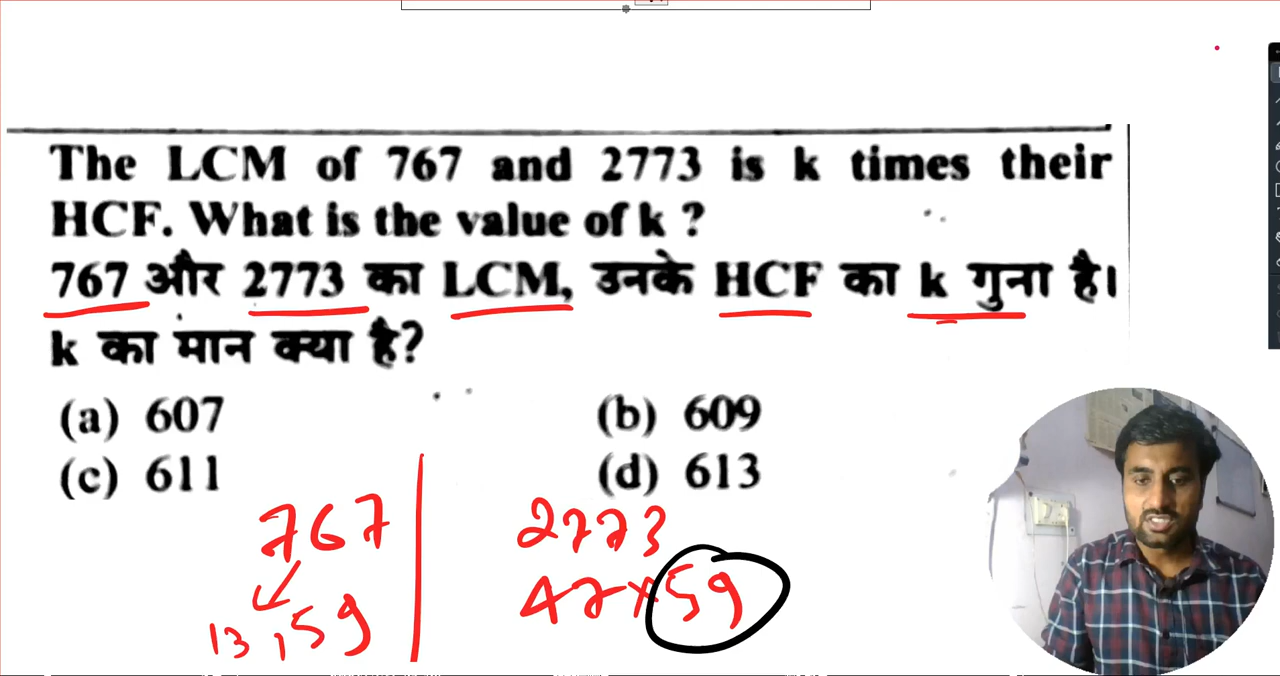 The LCM of 767 and 2773 is k times their
HCF. What is the value of k ?
767 और 2773 का LCM, उनके HCF का k गुना है।
k का मान क्या है?
(a) 607 (b) 609
(c) 611 (d) 613
767 2773
13, 59 47×59